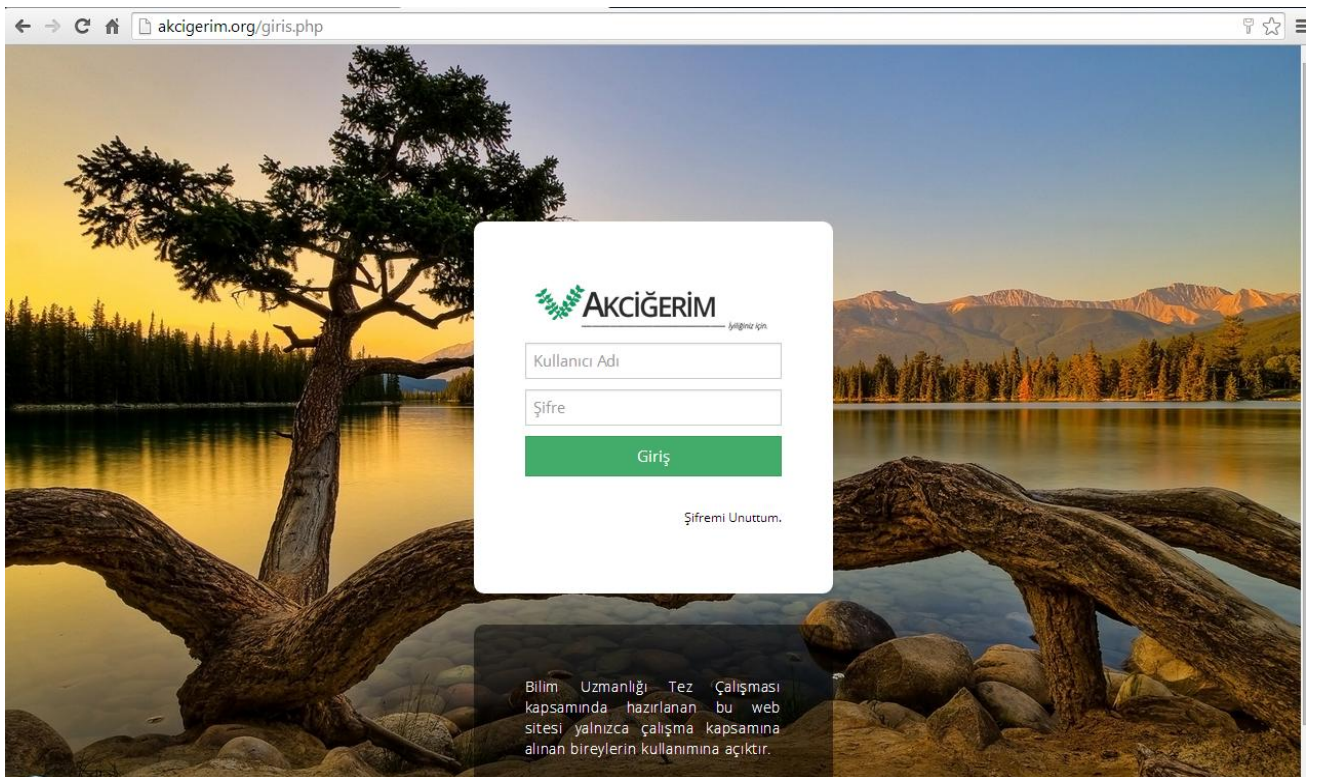 akcigerim.org/giris.php
AKCİĞERİM
İyiliğiniz için.
Kullanıcı Adı
Şifre
Giriş
Şifremi Unuttum.
Bilim Uzmanlığı Tez Çalışması
kapsamında hazırlanan bu web
sitesi yalnızca çalışma kapsamına
alınan bireylerin kullanımına açıktır.